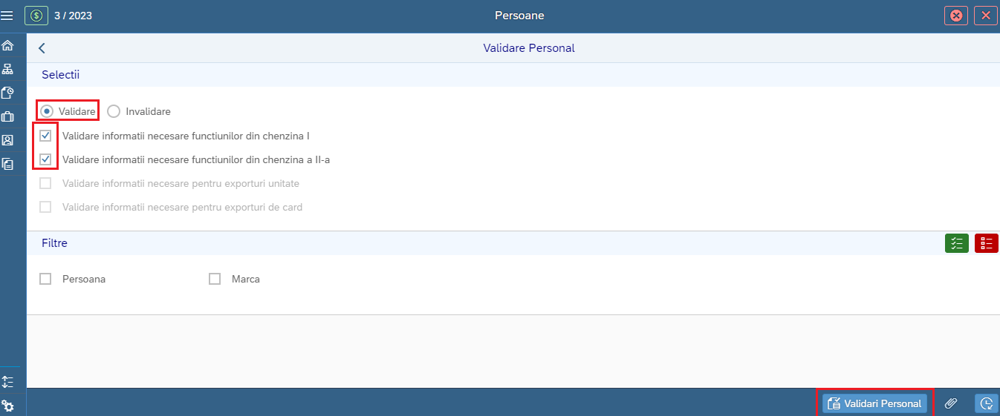 3 / 2023
Persoane
Validare Personal
Selectii
Validare Invalidare
Validare informatii necesare functiunilor din chenzina I
Validare informatii necesare functiunilor din chenzina a II-a
Validare informatii necesare pentru exporturi unitate
Validare informatii necesare pentru exporturi de card
Filtre
Persoana Marca
Validari Personal